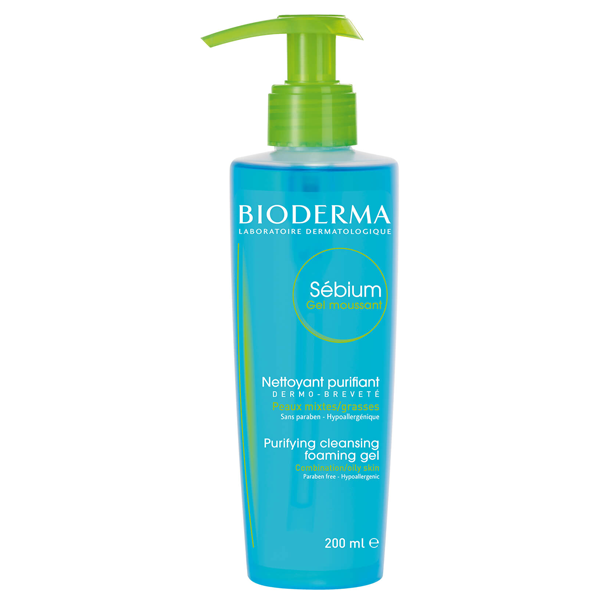 BIODERMA
LABORATOIRE DERMATOLOGIQUE
Sébium
Gel moussant
Nettoyant purifiant
DERMO-BREVETÉ
Peaux mixtes/grasses
Sans paraben - Hypoallergénique
Purifying cleansing
foaming gel
Combination/oily skin
Paraben free - Hypoallergenic
200 ml ℮